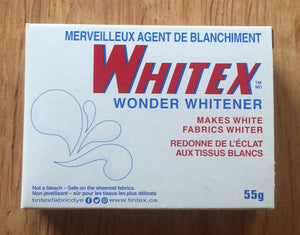 MERVEILLEUX AGENT DE BLANCHIMENT
WHITEX TM MD
WONDER WHITENER
MAKES WHITE
FABRICS WHITER
REDONNE DE L'ÉCLAT
AUX TISSUS BLANCS
Not a bleach – Safe on the sheerest fabrics.
Non javellisant – sûr pour les tissus les plus délicats
tintexfabricdye www.tintex.ca
55g